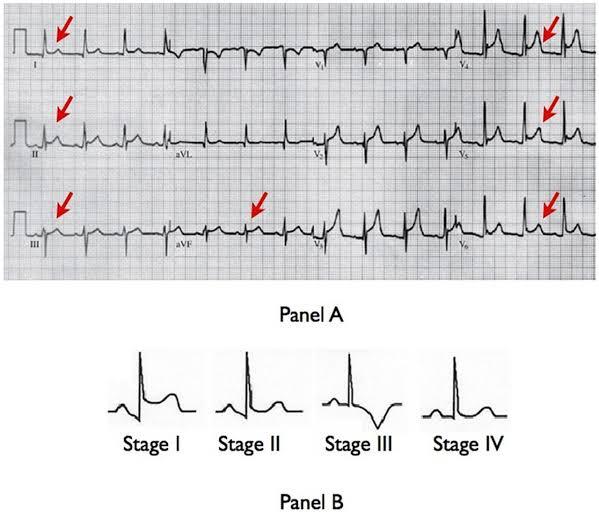 I V₁ V₄
II aVL V₂ V₅
III aVF V₃ V₆
Panel A
Stage I Stage II Stage III Stage IV
Panel B